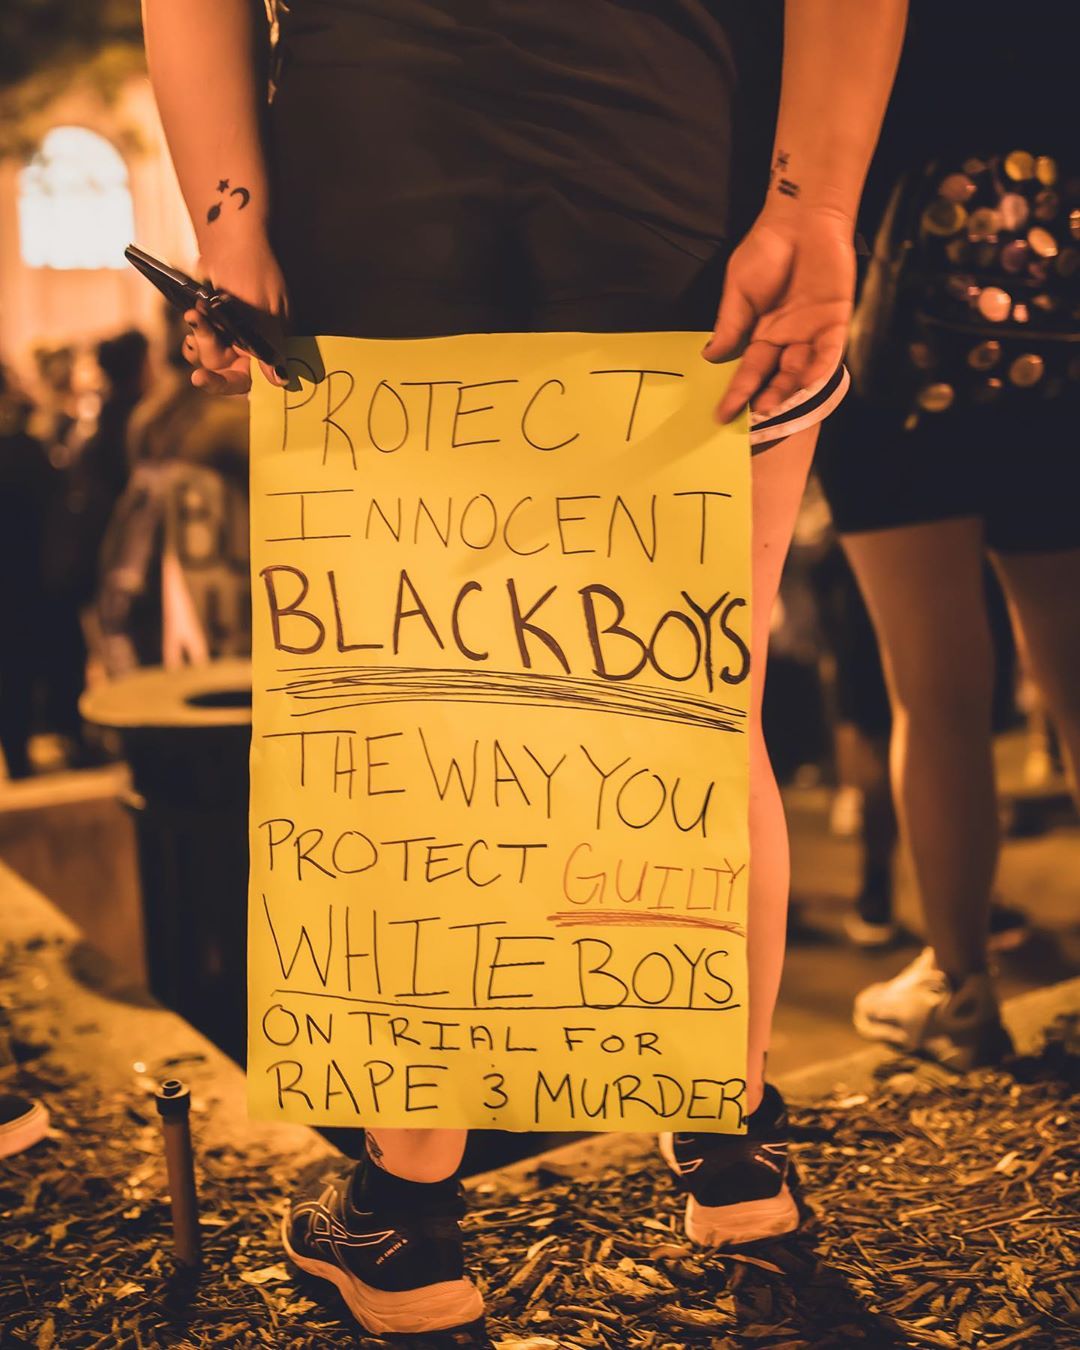 PROTECT
INNOCENT
BLACK BOYS
THE WAY YOU
PROTECT GUILTY
WHITE BOYS
ON TRIAL FOR
RAPE & MURDER.